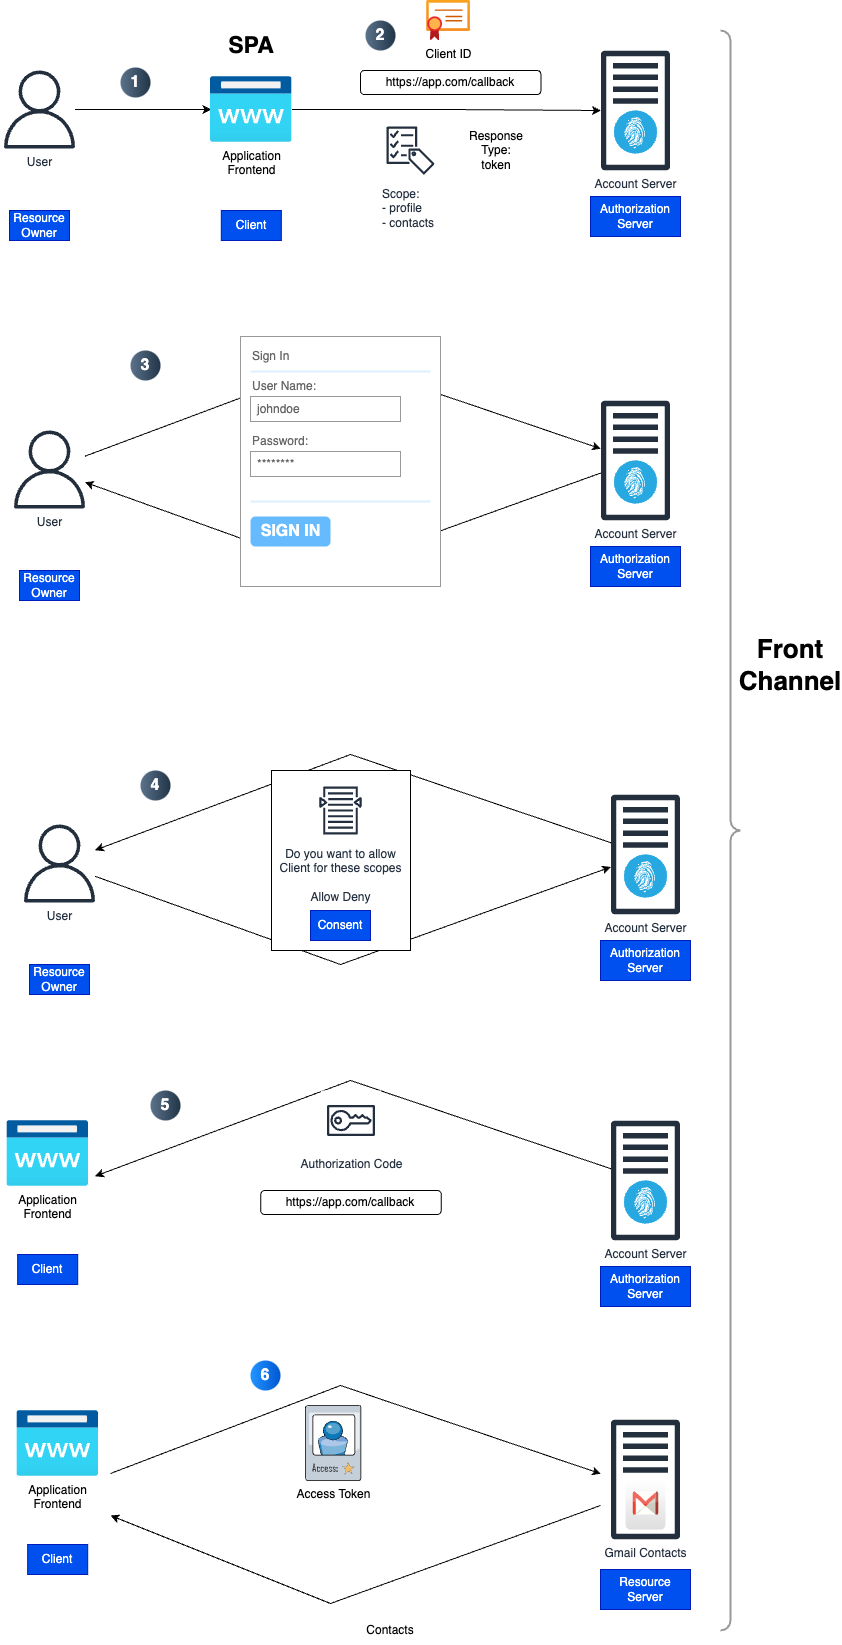 SPA
1
2
Client ID
https://app.com/callback
www
User
Application
Frontend
Response
Type:
token
Scope:
- profile
- contacts
Account Server
Resource
Owner
Client
Authorization
Server
3
Sign In
User Name:
johndoe
Password:
********
SIGN IN
User
Resource
Owner
Account Server
Authorization
Server
Front
Channel
4
Do you want to allow
Client for these scopes
Allow Deny
Consent
User
Resource
Owner
Account Server
Authorization
Server
5
www
Application
Frontend
Client
Authorization Code
https://app.com/callback
Account Server
Authorization
Server
6
www
Application
Frontend
Client
Access:
Access Token
Gmail Contacts
Resource
Server
Contacts